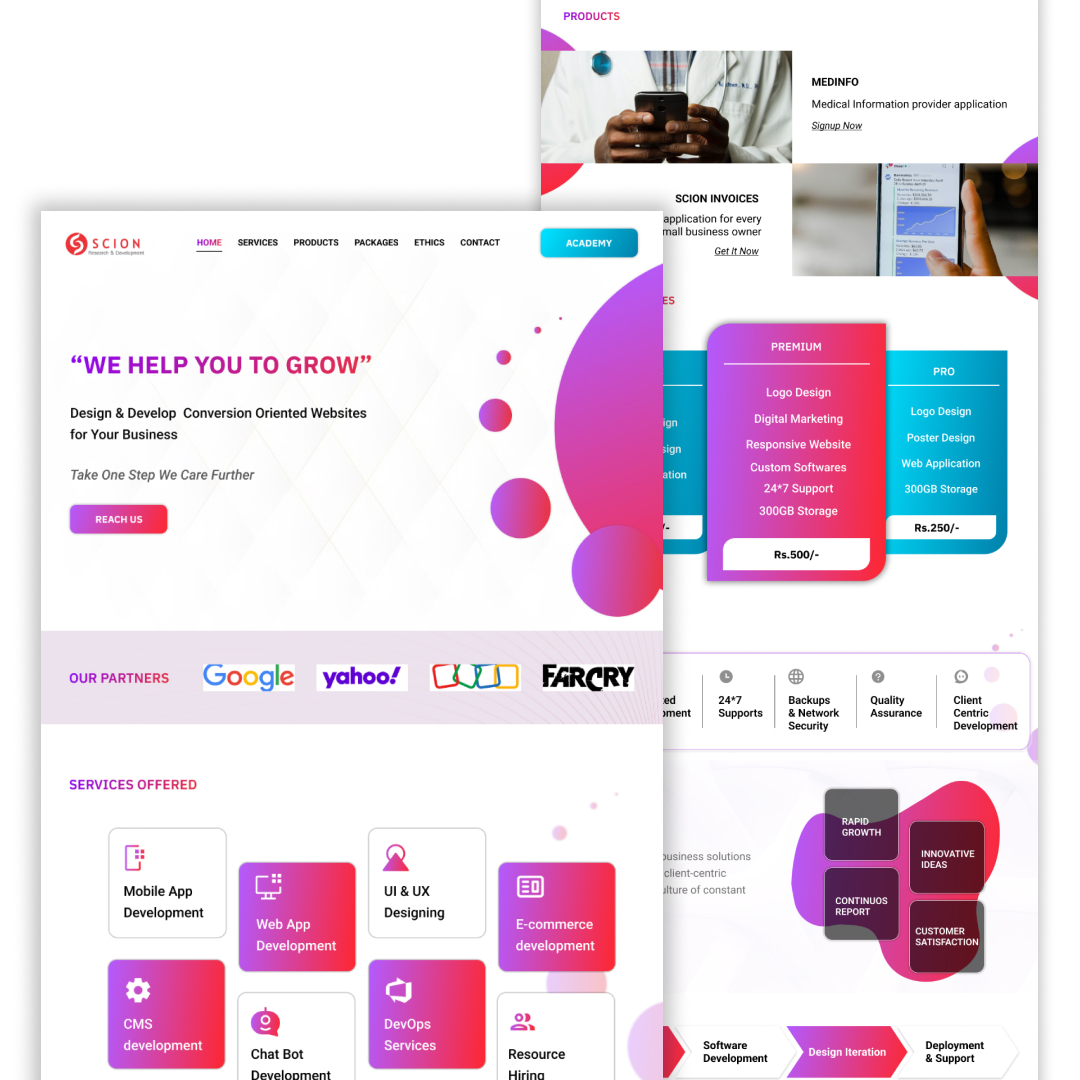 PRODUCTS
MEDINFO
Medical Information provider application
Signup Now
SCION INVOICES
application for every
mall business owner
Get It Now
SCION
Research & Development
HOME
SERVICES
PRODUCTS
PACKAGES
ETHICS
CONTACT
ACADEMY
“WE HELP YOU TO GROW”
Design & Develop Conversion Oriented Websites
for Your Business
Take One Step We Care Further
REACH US
OUR PARTNERS
Google
yahoo!
FARCRY
SERVICES OFFERED
Mobile App
Development
Web App
Development
UI & UX
Designing
E-commerce
development
CMS
development
Chat Bot
Development
DevOps
Services
Resource
Hiring
ES
ign
sign
ation
/-
PREMIUM
Logo Design
Digital Marketing
Responsive Website
Custom Softwares
24*7 Support
300GB Storage
Rs.500/-
PRO
Logo Design
Poster Design
Web Application
300GB Storage
Rs.250/-
ted
pment
24*7
Supports
Backups
& Network
Security
Quality
Assurance
Client
Centric
Development
business solutions
client-centric
ulture of constant
RAPID
GROWTH
INNOVATIVE
IDEAS
CONTINUOS
REPORT
CUSTOMER
SATISFACTION
Software
Development
Design Iteration
Deployment
& Support